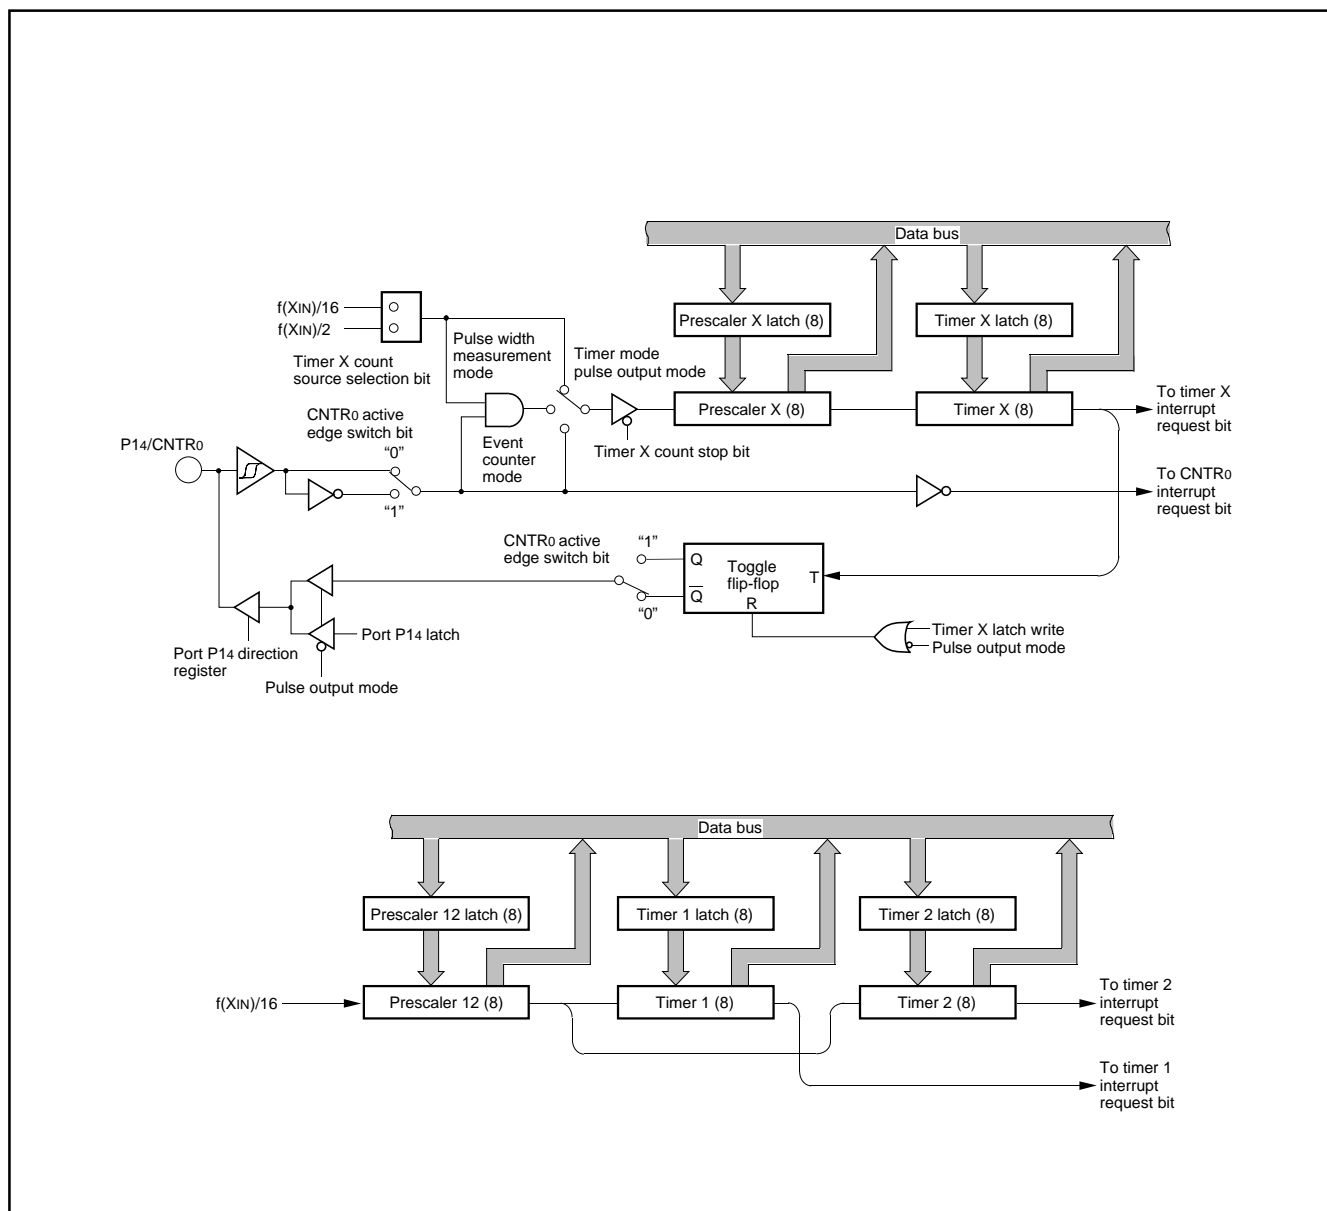 Data bus
f(XIN)/16
f(XIN)/2
Timer X count
source selection bit
Pulse width
measurement
mode
Timer mode
pulse output mode
Prescaler X latch (8)
Timer X latch (8)
Prescaler X (8)
Timer X (8)
To timer X
interrupt
request bit
CNTR0 active
edge switch bit
"0"
P14/CNTR0
"1"
Event
counter
mode
Timer X count stop bit
To CNTR0
interrupt
request bit
CNTR0 active
edge switch bit
“1”
“0”
Q
Q̅
Toggle
flip-flop
T
R
Timer X latch write
Pulse output mode
Port P14 latch
Port P14 direction
register
Pulse output mode
Data bus
Prescaler 12 latch (8)
Timer 1 latch (8)
Timer 2 latch (8)
f(XIN)/16
Prescaler 12 (8)
Timer 1 (8)
Timer 2 (8)
To timer 2
interrupt
request bit
To timer 1
interrupt
request bit